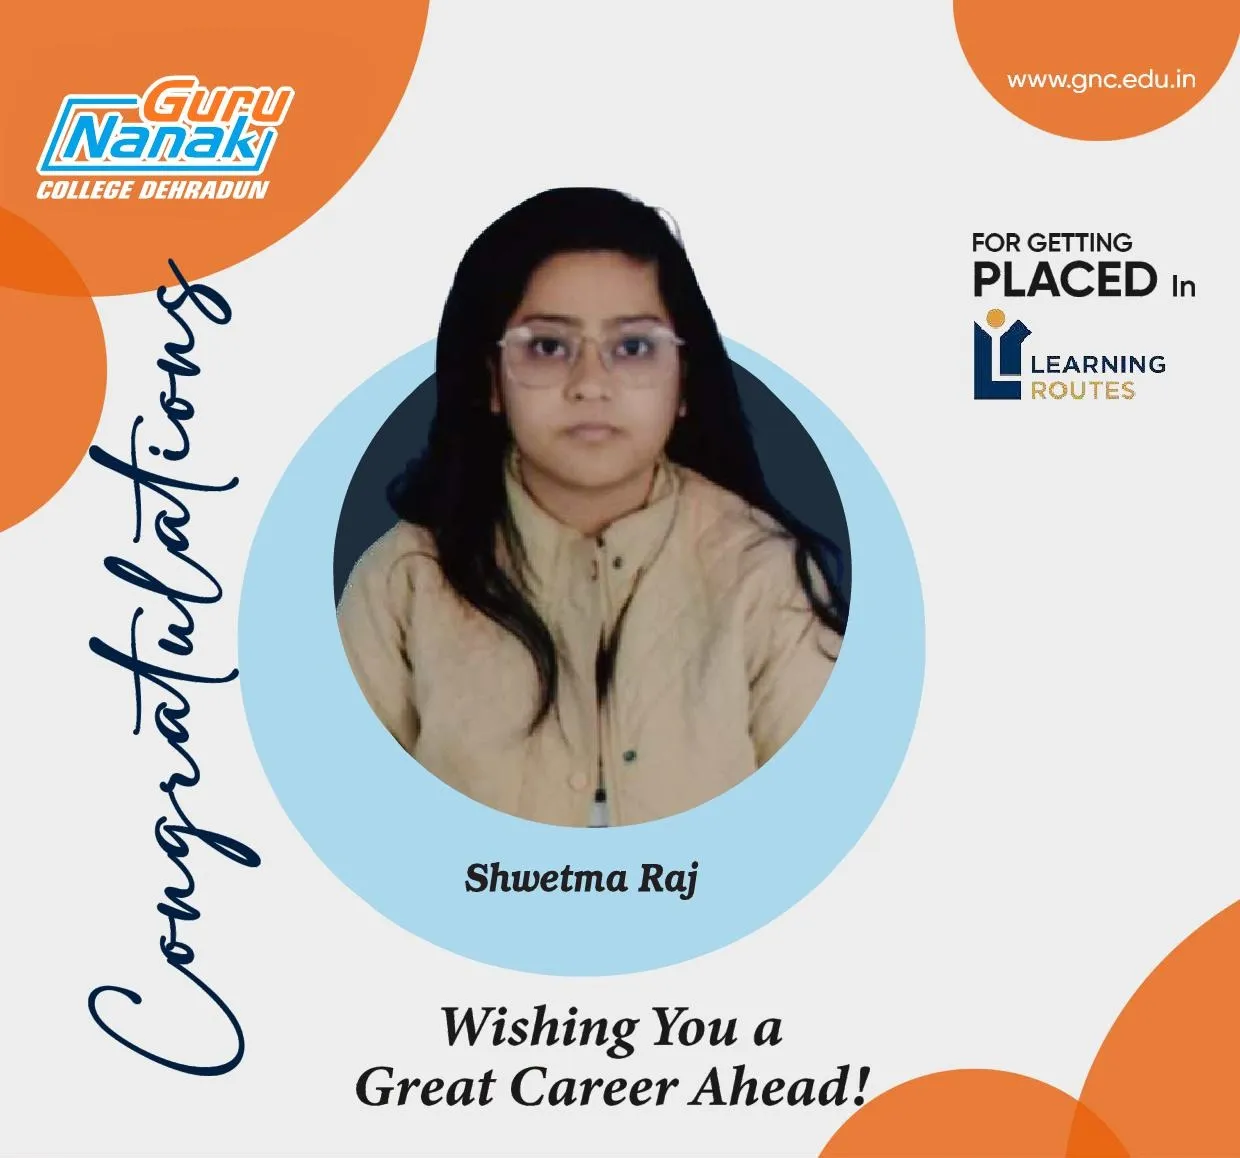 Guru
Nanak
COLLEGE DEHRADUN
www.gnc.edu.in
Congratulations
FOR GETTING
PLACED In
LEARNING
ROUTES
Shwetma Raj
Wishing You a
Great Career Ahead!